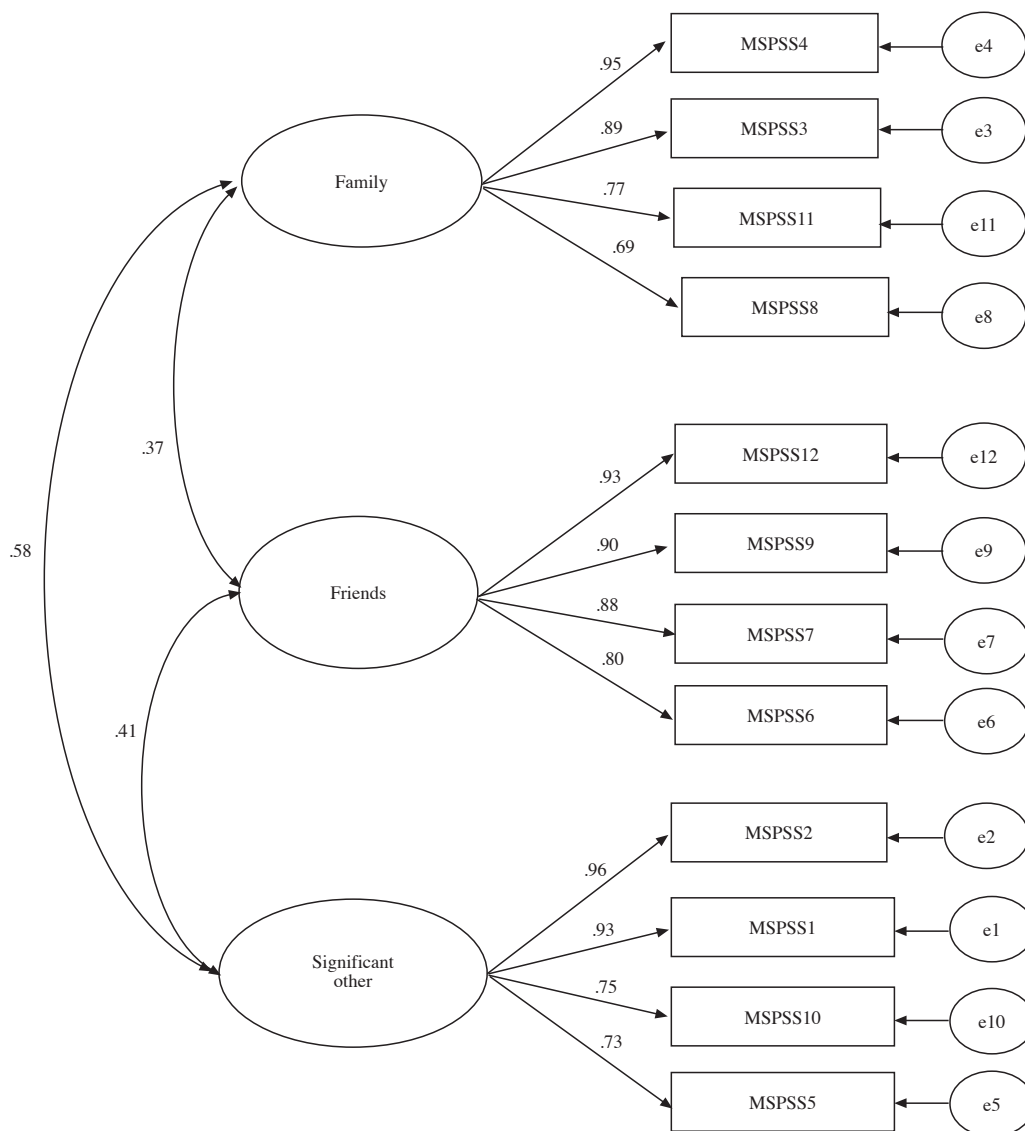 MSPSS4
e4
.95
MSPSS3
e3
.89
Family
.77
MSPSS11
e11
.69
MSPSS8
e8
.37
MSPSS12
e12
.93
MSPSS9
e9
.90
.58
Friends
.88
MSPSS7
e7
.80
MSPSS6
e6
.41
MSPSS2
e2
.96
MSPSS1
e1
.93
Significant
other
.75
MSPSS10
e10
.73
MSPSS5
e5